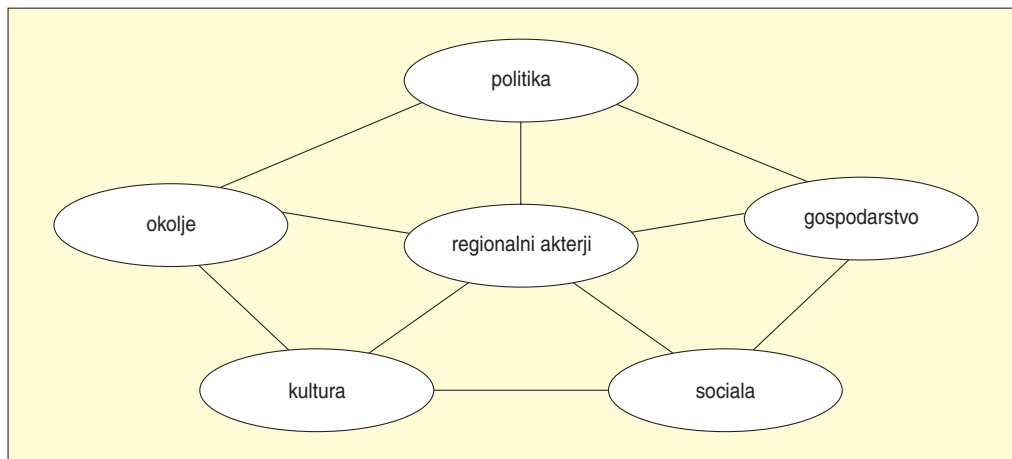 politika
okolje
gospodarstvo
regionalni akterji
kultura
sociala